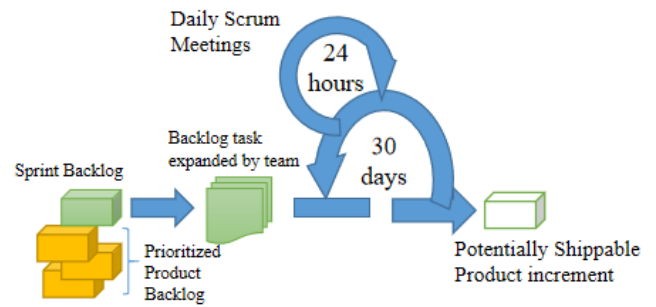 Daily Scrum
Meetings
24
hours
Backlog task
expanded by team
30
days
Sprint Backlog
Prioritized
Product
Backlog
Potentially Shippable
Product increment